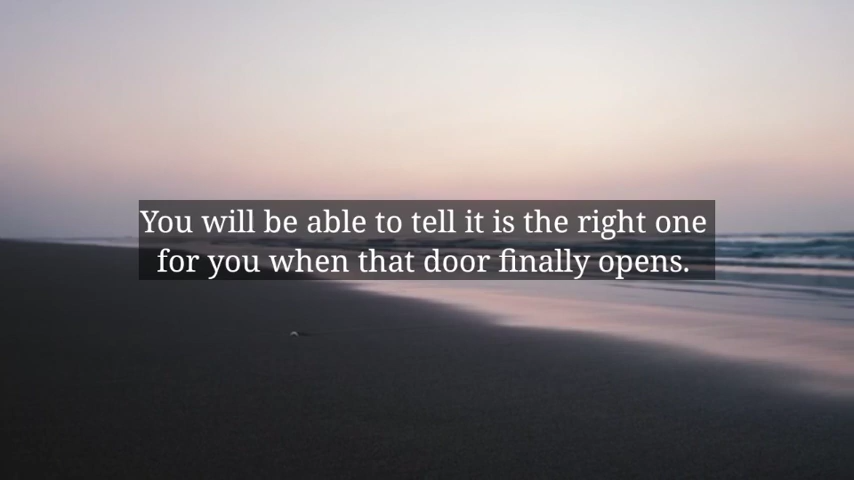 You will be able to tell it is the right one
for you when that door finally opens.